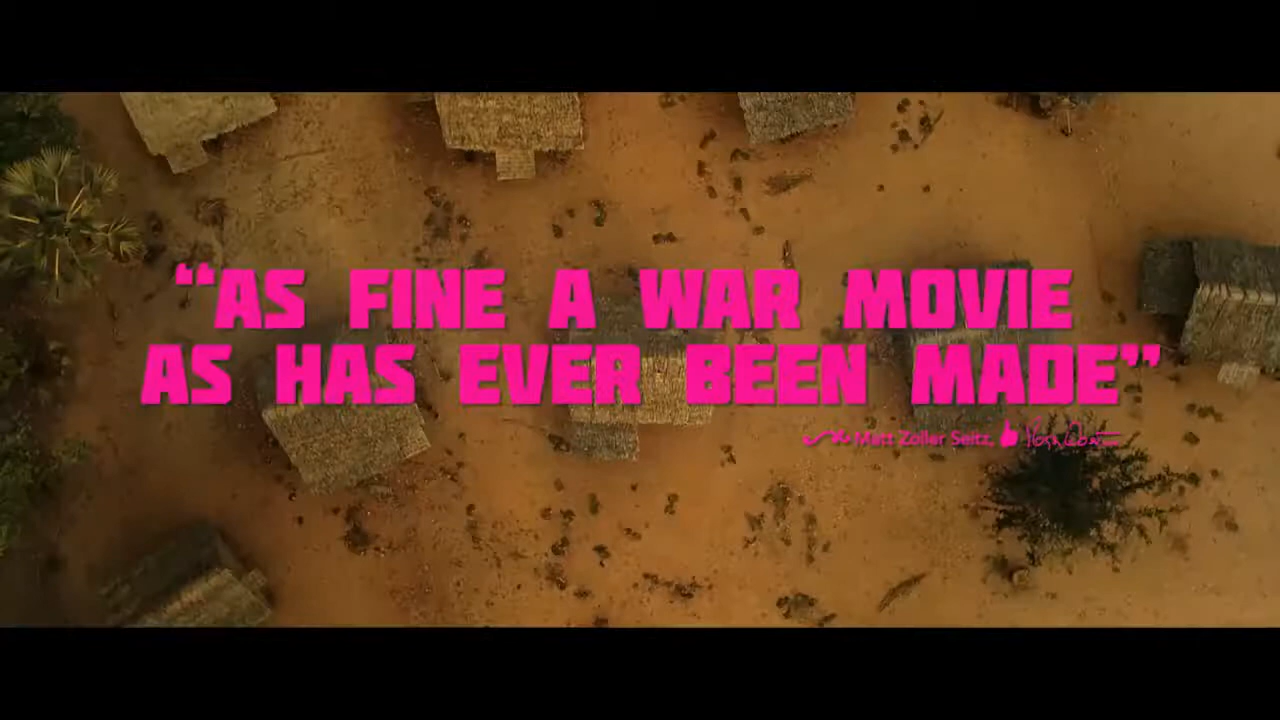 “AS FINE A WAR MOVIE
AS HAS EVER BEEN MADE”
Matt Zoller Seitz,